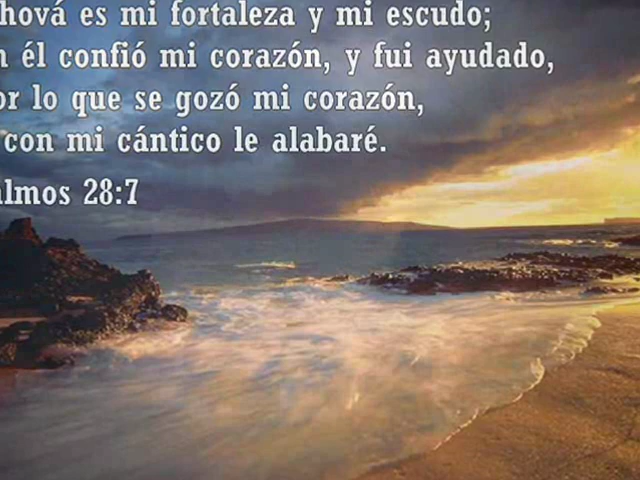 hová es mi fortaleza y mi escudo;
n él confió mi corazón, y fui ayudado,
or lo que se gozó mi corazón,
con mi cántico le alabaré.
almos 28:7